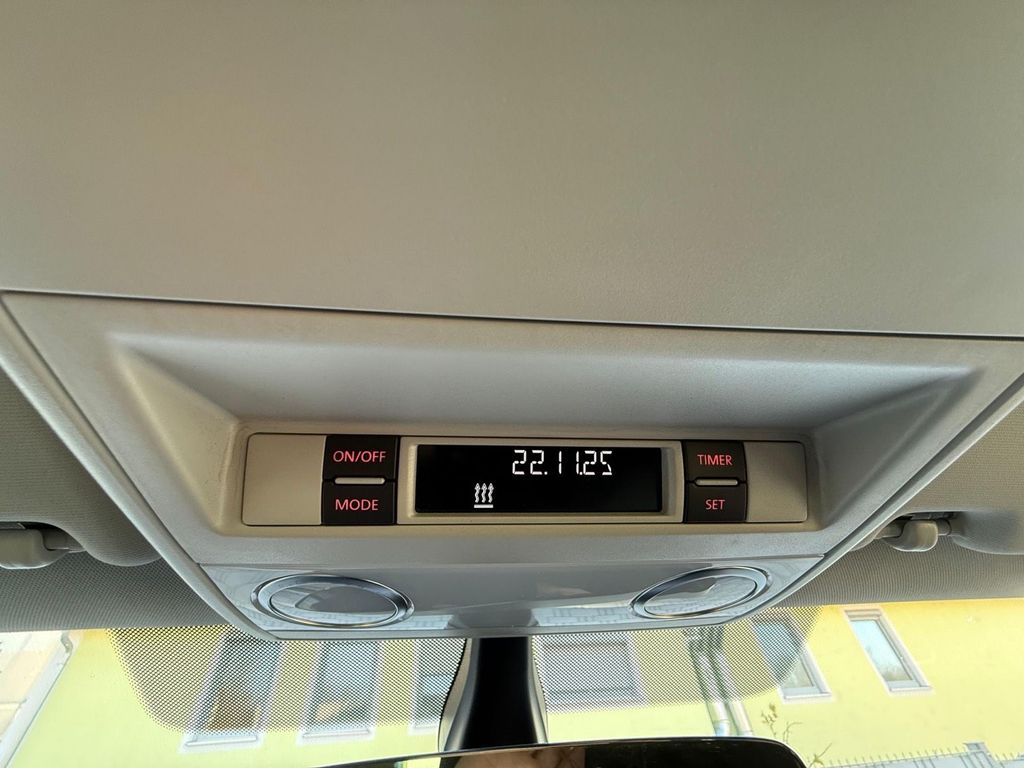 ON/OFF
22.11.25
TIMER
MODE
SET